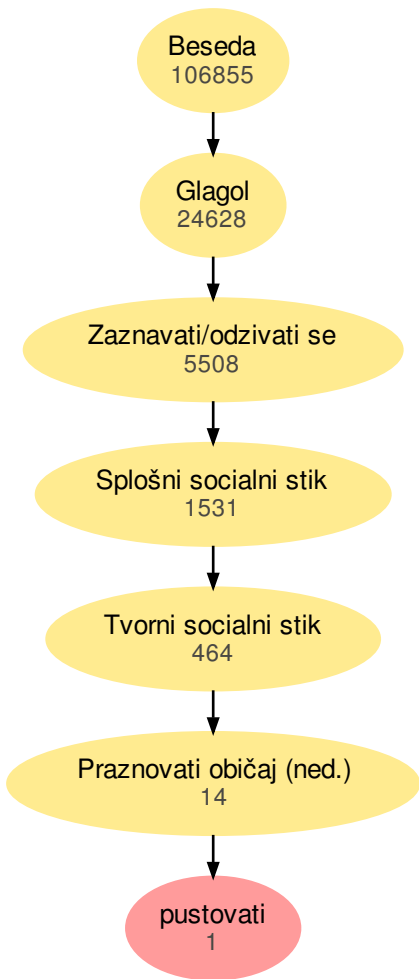 Beseda
106855
Glagol
24628
Zaznavati/odzivati se
5508
Splošni socialni stik
1531
Tvorni socialni stik
464
Praznovati običaj (ned.)
14
pustovati
1